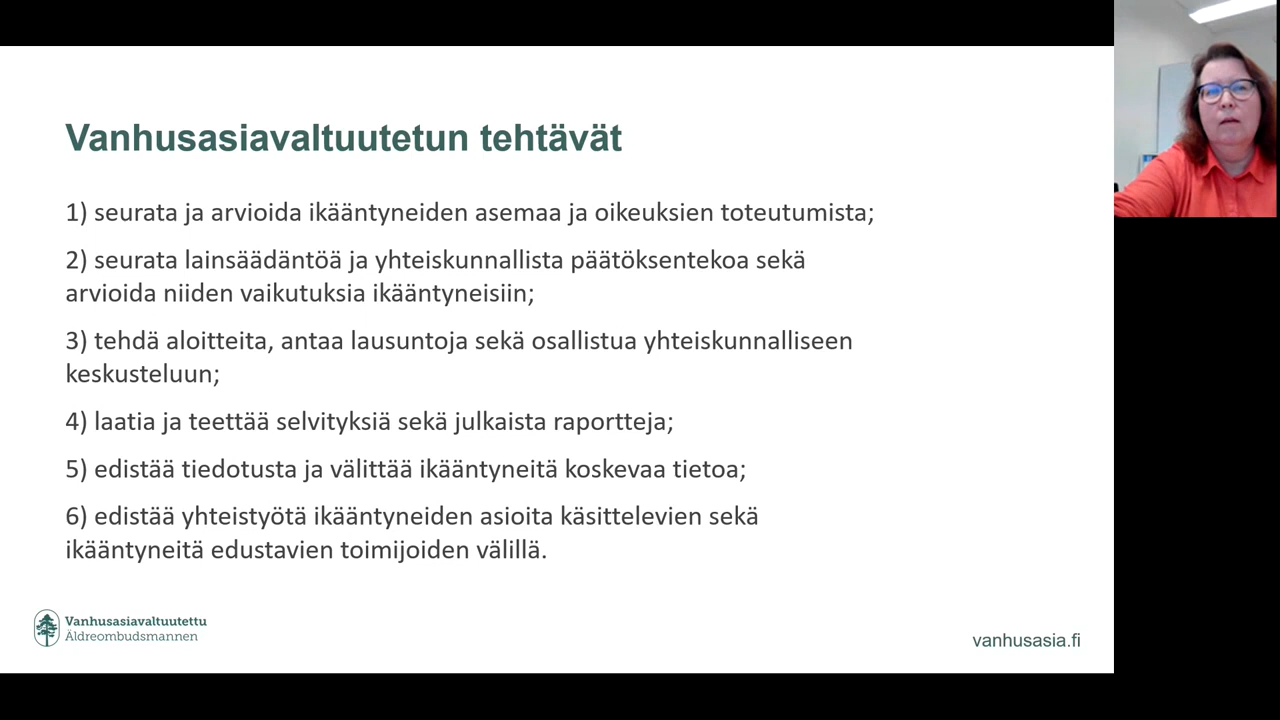 Vanhusasiavaltuutetun tehtävät
1) seurata ja arvioida ikääntyneiden asemaa ja oikeuksien toteutumista;
2) seurata lainsäädäntöä ja yhteiskunnallista päätöksentekoa sekä
arvioida niiden vaikutuksia ikääntyneisiin;
3) tehdä aloitteita, antaa lausuntoja sekä osallistua yhteiskunnalliseen
keskusteluun;
4) laatia ja teettää selvityksiä sekä julkaista raportteja;
5) edistää tiedotusta ja välittää ikääntyneitä koskevaa tietoa;
6) edistää yhteistyötä ikääntyneiden asioita käsittelevien sekä
ikääntyneitä edustavien toimijoiden välillä.
Vanhusasiavaltuutettu
Äldreombudsmannen
vanhusasia.fi